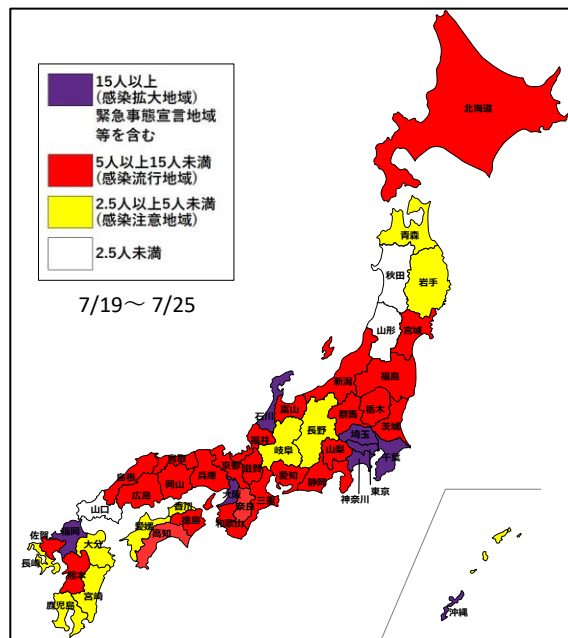 15人以上
(感染拡大地域)
緊急事態宣言地域
等を含む
5人以上15人未満
(感染流行地域)
2.5人以上5人未満
(感染注意地域)
2.5人未満
7/19～ 7/25
北海道
青森
秋田
岩手
山形
宮城
新潟
福島
石川
富山
群馬
栃木
福井
長野
茨城
埼玉
岐阜
山梨
千葉
鳥取
京都
滋賀
愛知
静岡
島根
兵庫
岡山
広島
大阪
神奈川
東京
奈良
三重
山口
香川
徳島
和歌山
愛媛
高知
佐賀
福岡
大分
長崎
熊本
宮崎
鹿児島
沖縄